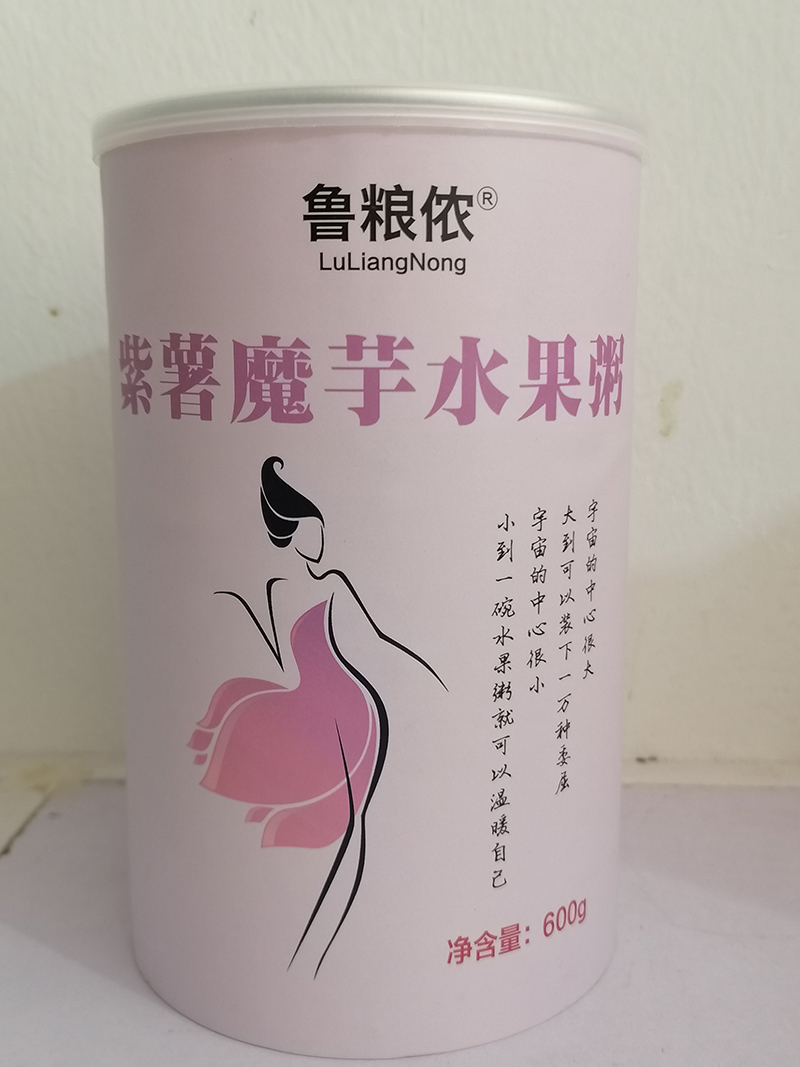 鲁粮侬®
LuLiangNong
紫薯魔芋水果粥
宇宙的中心很大
大到可以装下一万种委屈
宇宙的中心很小
小到一碗水果粥就可以温暖自己
净含量：600g